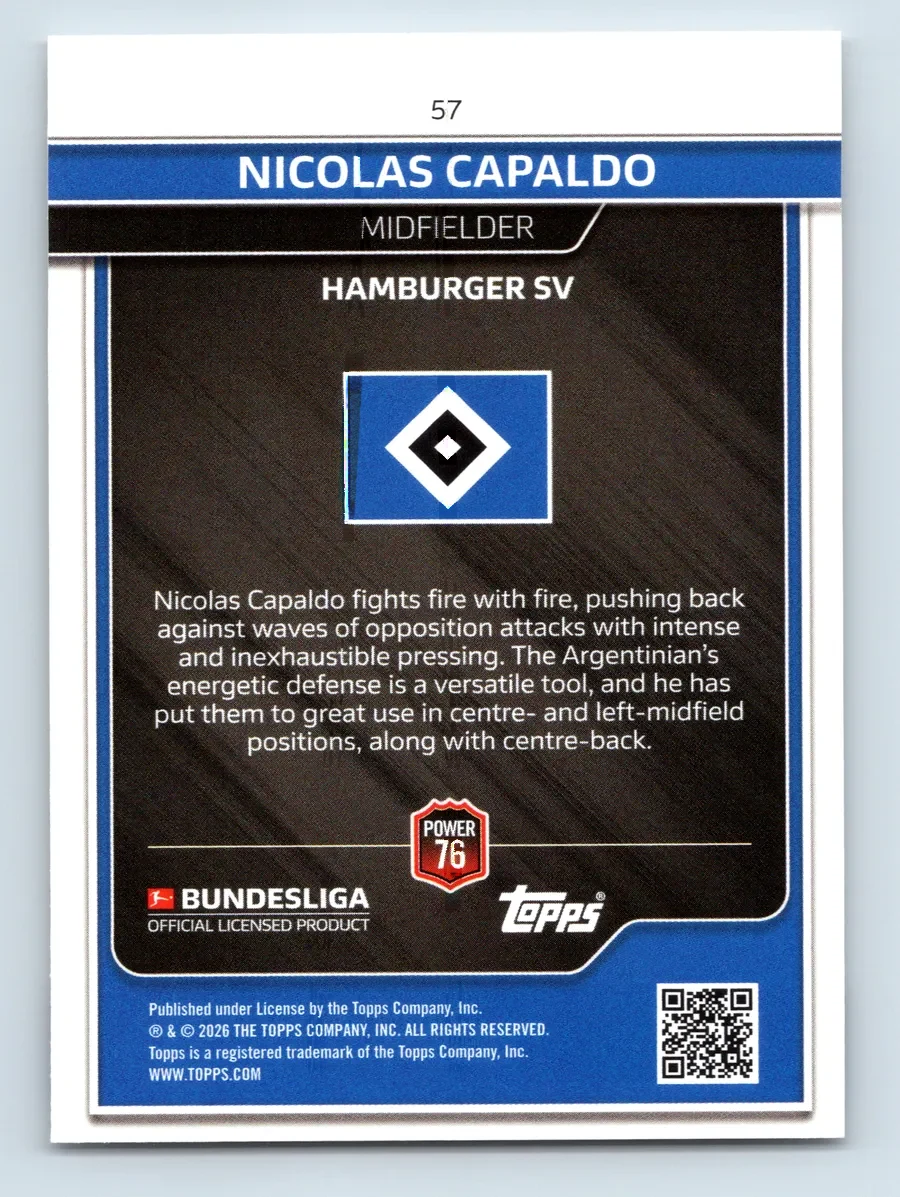 57
NICOLAS CAPALDO
MIDFIELDER
HAMBURGER SV
Nicolas Capaldo fights fire with fire, pushing back
against waves of opposition attacks with intense
and inexhaustible pressing. The Argentinian's
energetic defense is a versatile tool, and he has
put them to great use in centre- and left-midfield
positions, along with centre-back.
POWER
76
BUNDESLIGA
OFFICIAL LICENSED PRODUCT
topps®
Published under License by the Topps Company, Inc.
® & © 2026 THE TOPPS COMPANY, INC. ALL RIGHTS RESERVED.
Topps is a registered trademark of the Topps Company, Inc.
WWW.TOPPS.COM